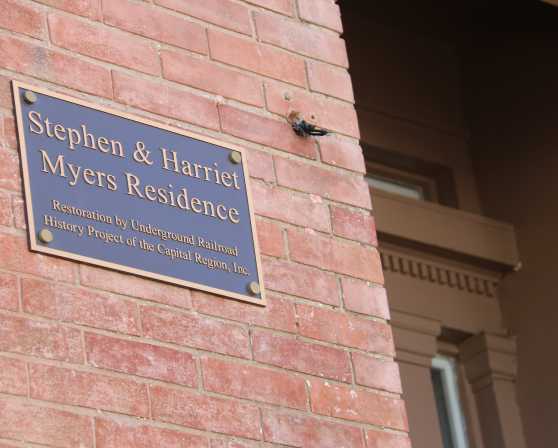 Stephen & Harriet
Myers Residence
Restoration by Underground Railroad
History Project of the Capital Region, Inc.